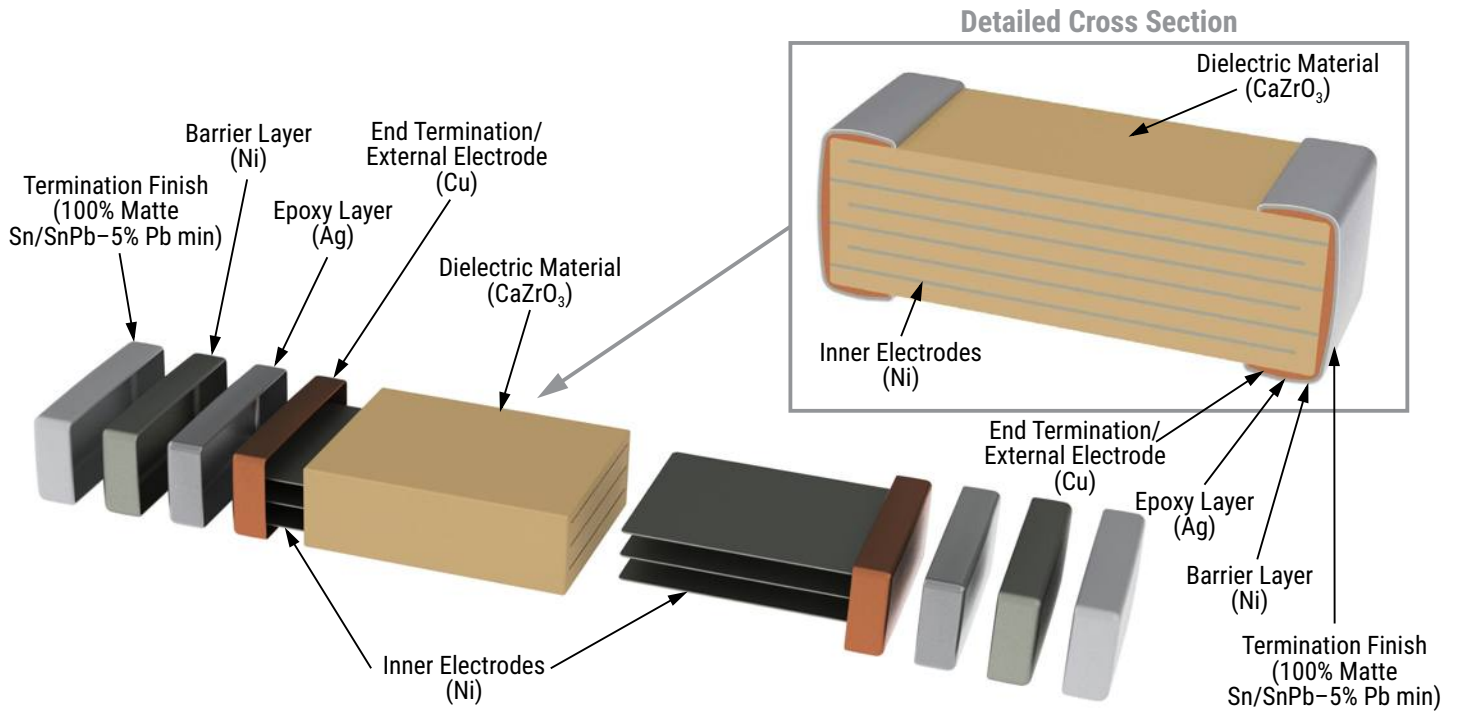 Detailed Cross Section
Dielectric Material
(CaZrO₃)
Barrier Layer
(Ni)
End Termination/
External Electrode
(Cu)
Termination Finish
(100% Matte
Sn/SnPb–5% Pb min)
Epoxy Layer
(Ag)
Dielectric Material
(CaZrO₃)
Inner Electrodes
(Ni)
End Termination/
External Electrode
(Cu)
Epoxy Layer
(Ag)
Barrier Layer
(Ni)
Termination Finish
(100% Matte
Sn/SnPb–5% Pb min)
Inner Electrodes
(Ni)